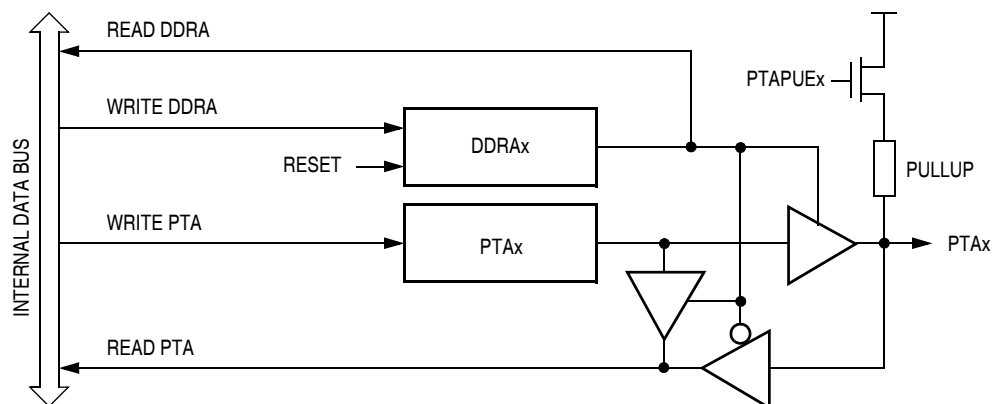 READ DDRA
PTAPUEx
WRITE DDRA
DDRAx
RESET
PULLUP
INTERNAL DATA BUS
WRITE PTA
PTAx
PTAx
READ PTA